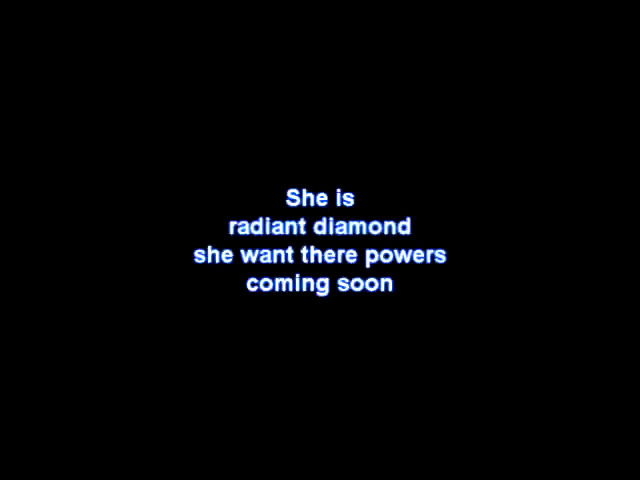 She is
radiant diamond
she want there powers
coming soon